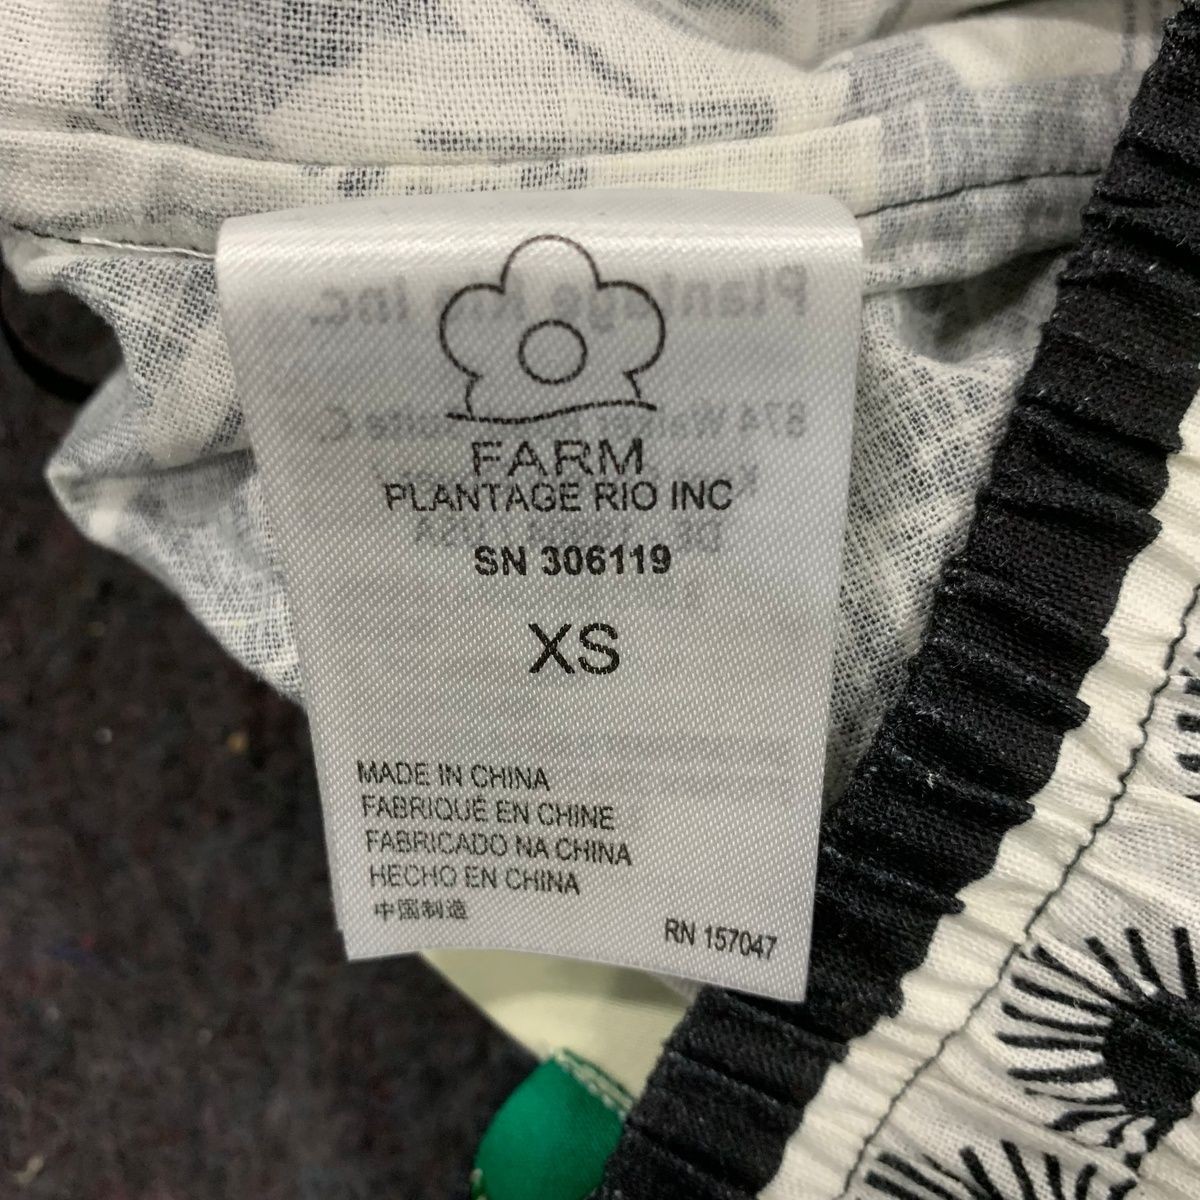 FARM
PLANTAGE RIO INC
SN 306119
XS
MADE IN CHINA
FABRIQUÉ EN CHINE
FABRICADO NA CHINA
HECHO EN CHINA
中国制造
RN 157047